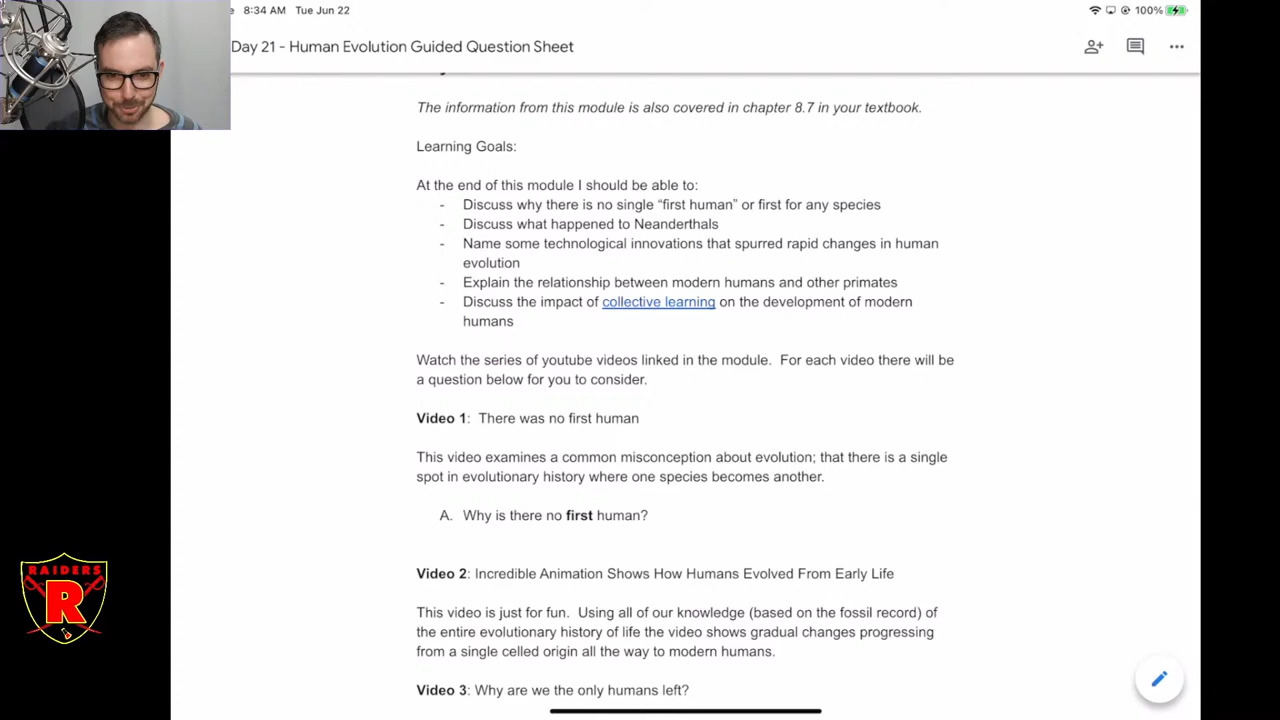 8:34 AM Tue Jun 22
100%
Day 21 - Human Evolution Guided Question Sheet
The information from this module is also covered in chapter 8.7 in your textbook.
Learning Goals:
At the end of this module I should be able to:
- Discuss why there is no single “first human” or first for any species
- Discuss what happened to Neanderthals
- Name some technological innovations that spurred rapid changes in human
evolution
- Explain the relationship between modern humans and other primates
- Discuss the impact of collective learning on the development of modern
humans
Watch the series of youtube videos linked in the module.  For each video there will be
a question below for you to consider.
Video 1:  There was no first human
This video examines a common misconception about evolution; that there is a single
spot in evolutionary history where one species becomes another.
A. Why is there no first human?
Video 2: Incredible Animation Shows How Humans Evolved From Early Life
This video is just for fun.  Using all of our knowledge (based on the fossil record) of
the entire evolutionary history of life the video shows gradual changes progressing
from a single celled origin all the way to modern humans.
Video 3: Why are we the only humans left?
RAIDERS
R